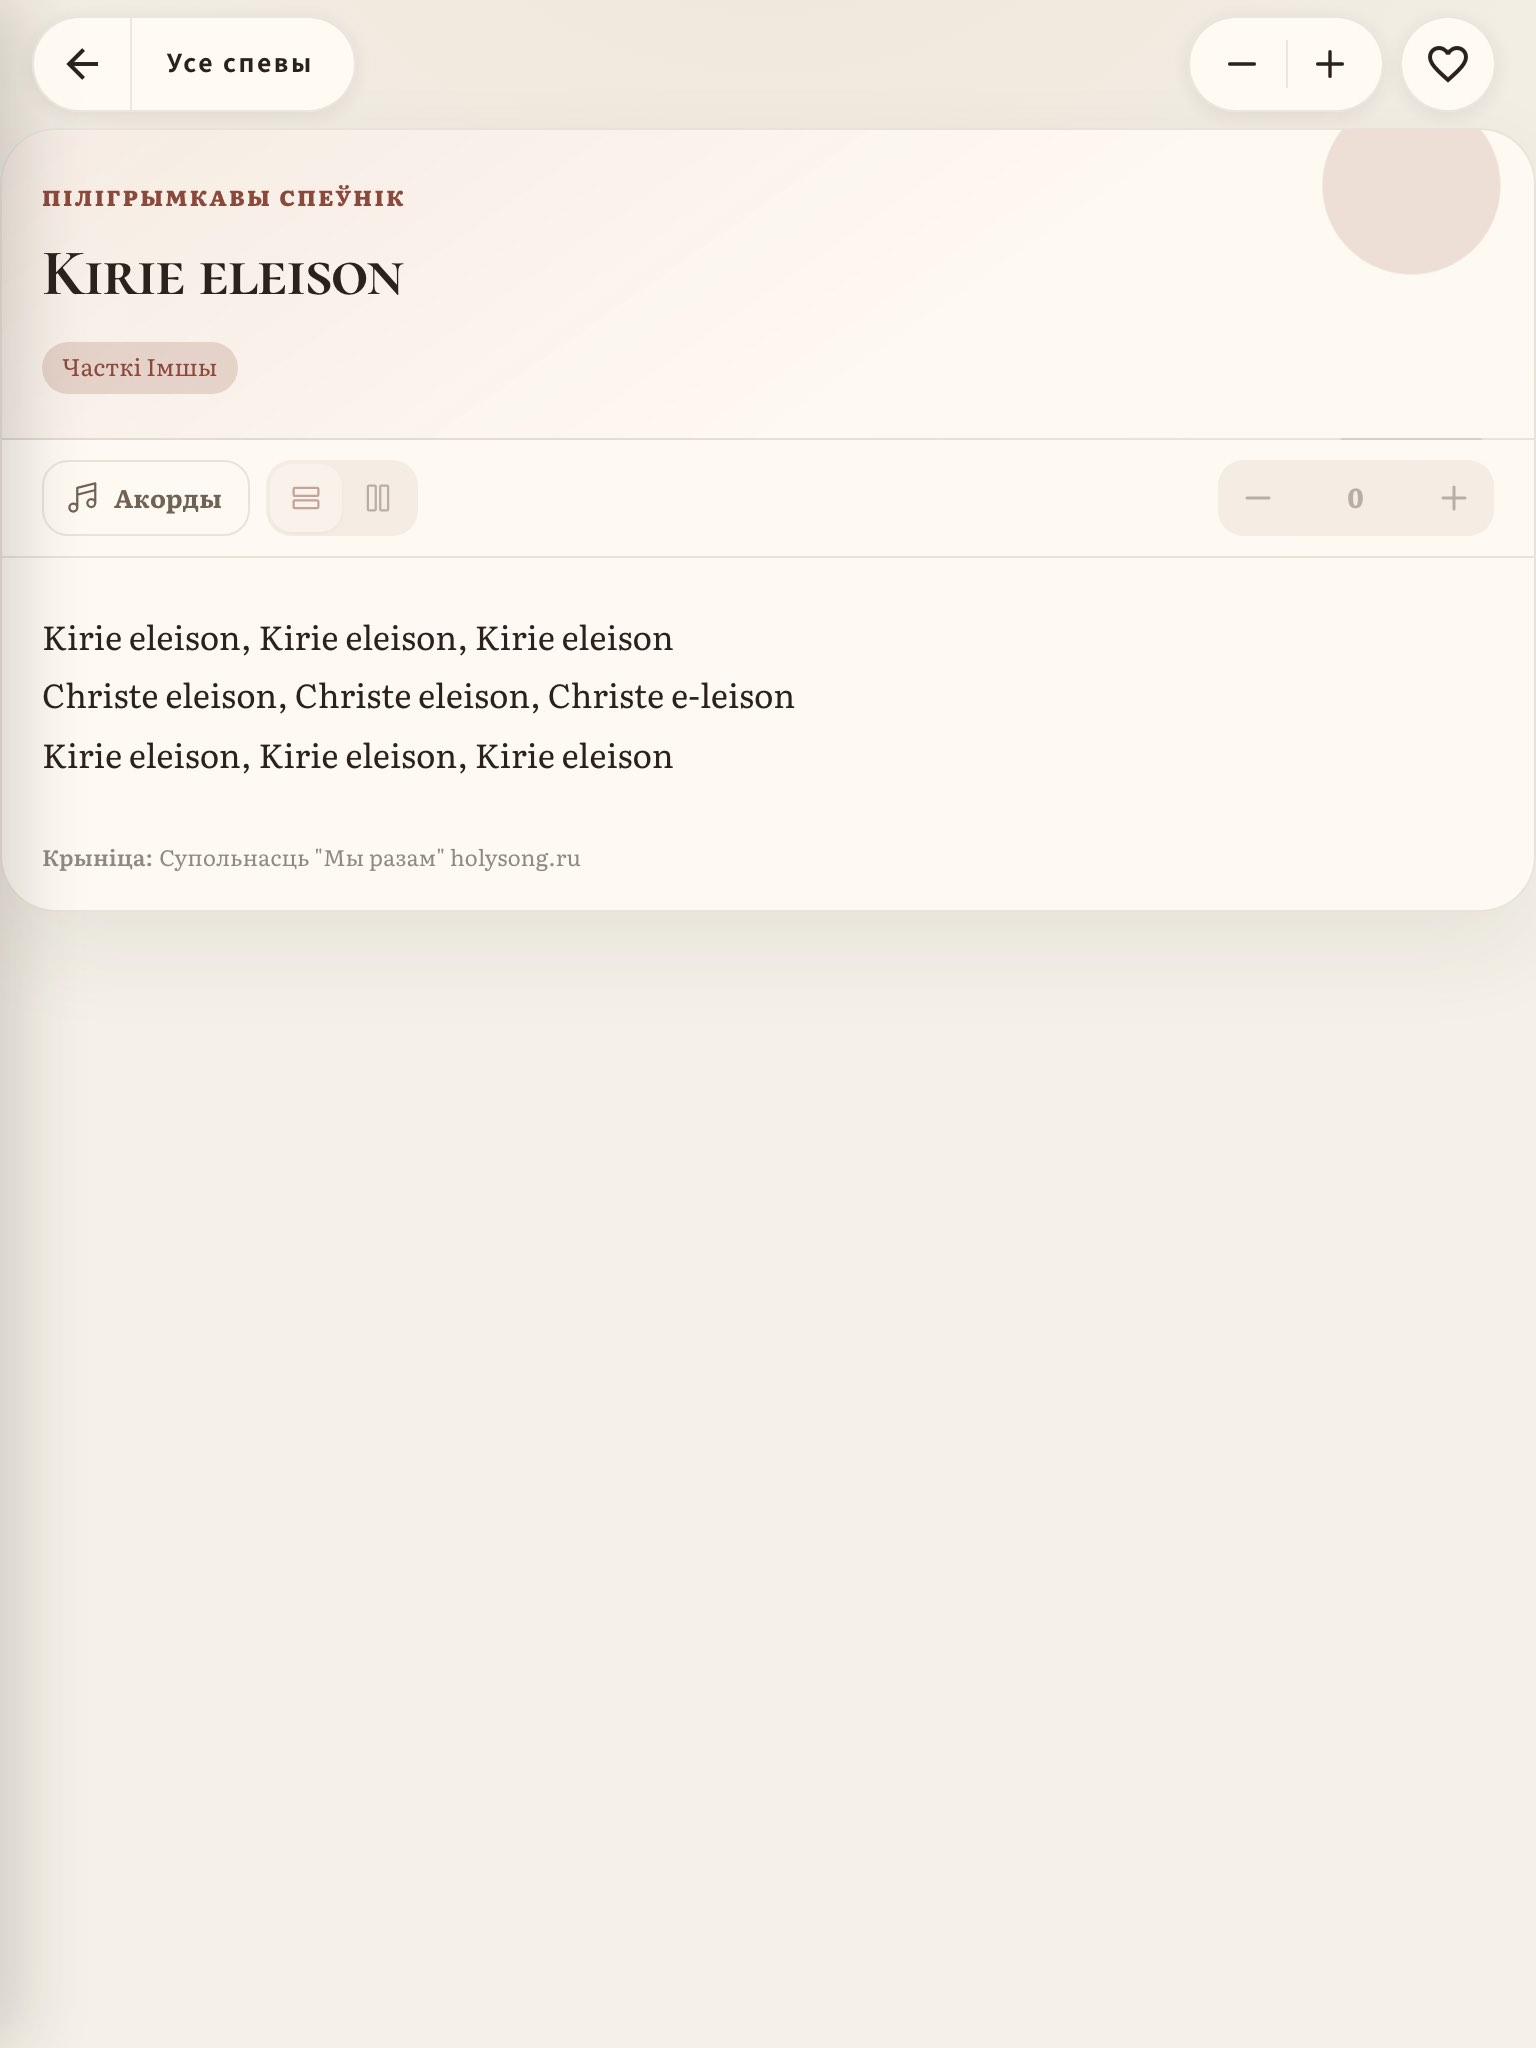 Усе спевы
ПІЛІГРЫМКАВЫ СПЕЎНІК
Kirie eleison
Часткі Імшы
Акорды
0
Kirie eleison, Kirie eleison, Kirie eleison
Christe eleison, Christe eleison, Christe e-leison
Kirie eleison, Kirie eleison, Kirie eleison
Крыніца: Супольнасць "Мы разам" holysong.ru